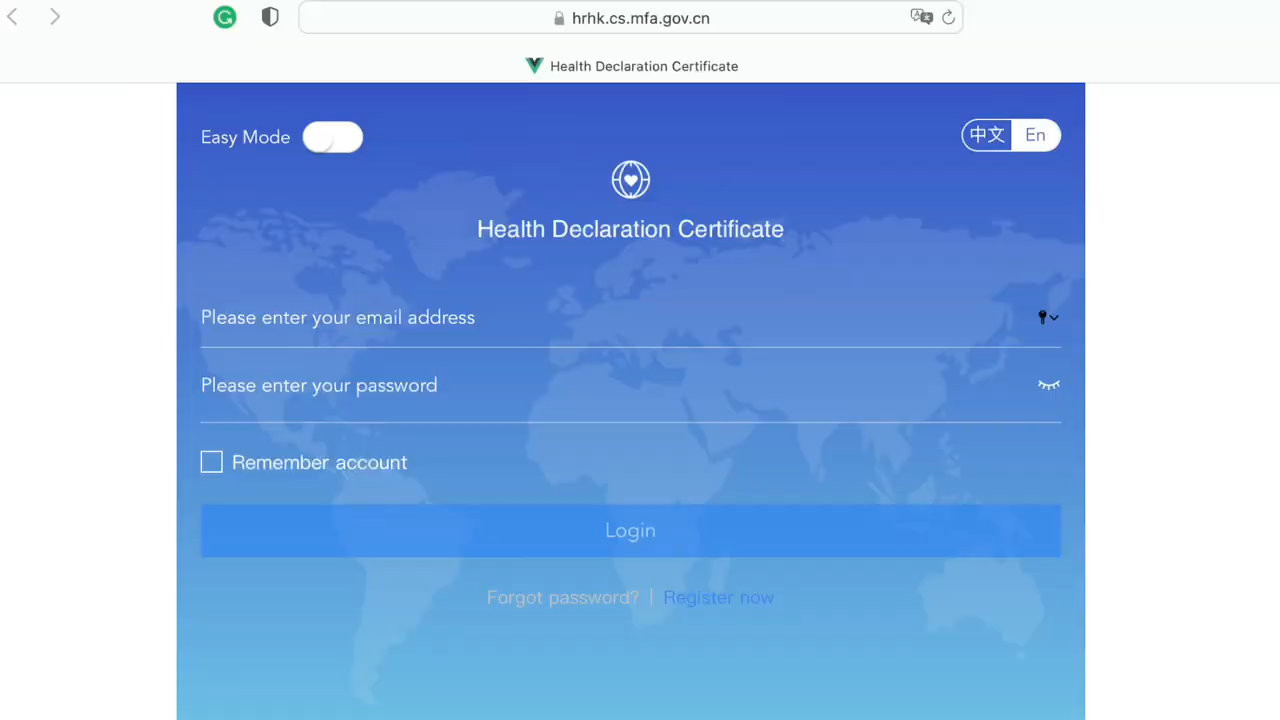 hrhk.cs.mfa.gov.cn
Health Declaration Certificate
Easy Mode
中文 En
Health Declaration Certificate
Please enter your email address
Please enter your password
Remember account
Login
Forgot password? | Register now